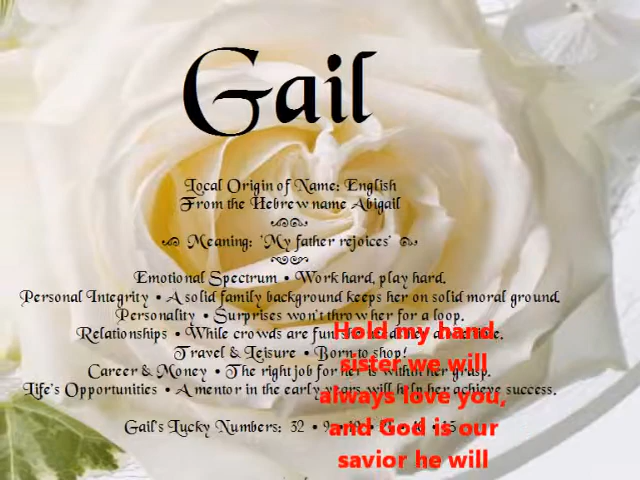 Gail
Local Origin of Name: English
From the Hebrew name Abigail
Meaning: 'My father rejoices'
Emotional Spectrum • Work hard, play hard.
Personal Integrity • A solid family background keeps her on solid moral ground.
Personality • Surprises won't throw her for a loop.
Relationships • While crowds are fun
Travel & Leisure • Born to shop!
Career & Money • The right job for her is within her grasp.
Life's Opportunities • A mentor in the early years will help her achieve success.
Gail's Lucky Numbers: 32 • 9
Hold my hand
sister we will
always love you,
and God is our
savior he will